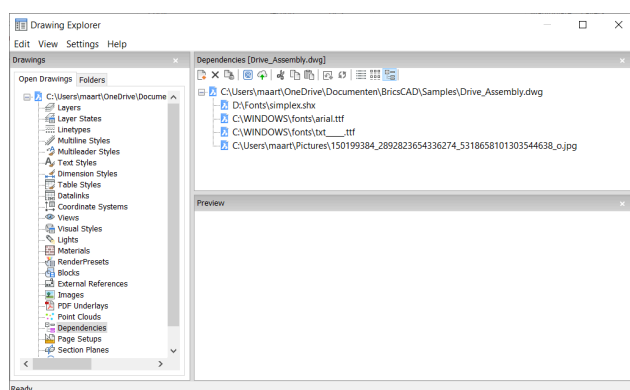 Drawing Explorer
Edit View Settings Help
Drawings
Open Drawings Folders
C:\Users\maart\OneDrive\Docume
Layers
Layer States
Linetypes
Multiline Styles
Multileader Styles
Text Styles
Dimension Styles
Table Styles
Datalinks
Coordinate Systems
Views
Visual Styles
Lights
Materials
RenderPresets
Blocks
External References
Images
PDF Underlays
Point Clouds
Dependencies
Page Setups
Section Planes
Dependencies [Drive_Assembly.dwg]
C:\Users\maart\OneDrive\Documenten\BricsCAD\Samples\Drive_Assembly.dwg
D:\Fonts\simplex.shx
C:\WINDOWS\fonts\arial.ttf
C:\WINDOWS\fonts\txt____.ttf
C:\Users\maart\Pictures\150199384_2892823654336274_5318658101303544638_o.jpg
Preview
Ready